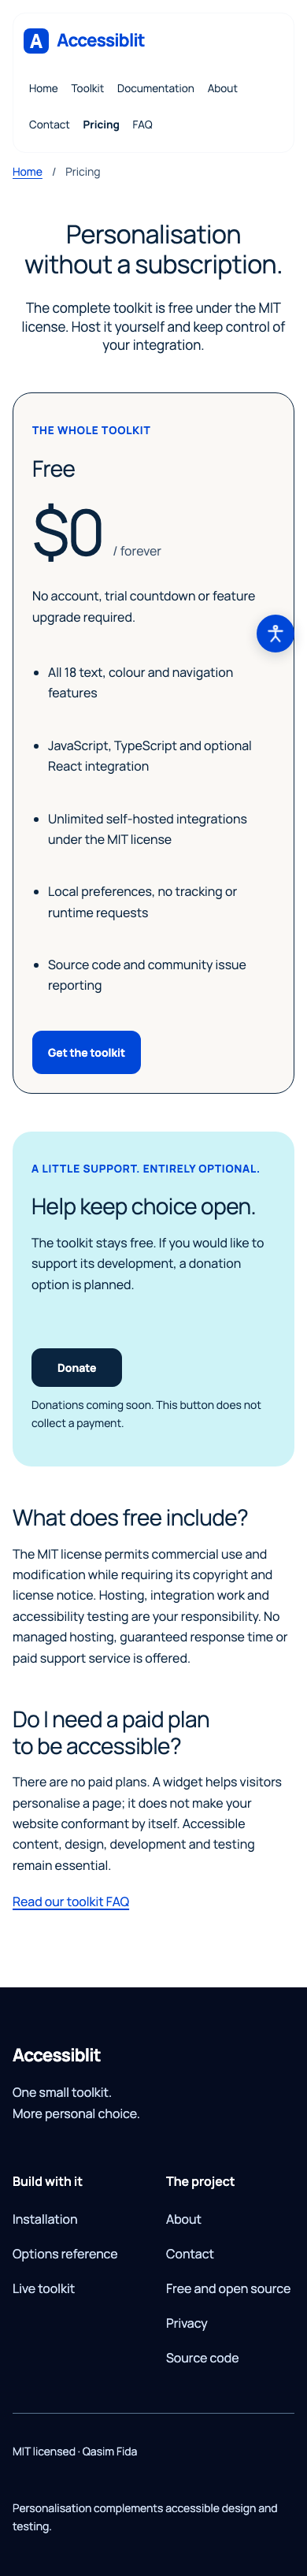 A Accessiblit
Home Toolkit Documentation About
Contact Pricing FAQ
Home / Pricing
Personalisation
without a subscription.
The complete toolkit is free under the MIT
license. Host it yourself and keep control of
your integration.
THE WHOLE TOOLKIT
Free
$0 / forever
No account, trial countdown or feature
upgrade required.
• All 18 text, colour and navigation
features
• JavaScript, TypeScript and optional
React integration
• Unlimited self-hosted integrations
under the MIT license
• Local preferences, no tracking or
runtime requests
• Source code and community issue
reporting
Get the toolkit
A LITTLE SUPPORT. ENTIRELY OPTIONAL.
Help keep choice open.
The toolkit stays free. If you would like to
support its development, a donation
option is planned.
Donate
Donations coming soon. This button does not
collect a payment.
What does free include?
The MIT license permits commercial use and
modification while requiring its copyright and
license notice. Hosting, integration work and
accessibility testing are your responsibility. No
managed hosting, guaranteed response time or
paid support service is offered.
Do I need a paid plan
to be accessible?
There are no paid plans. A widget helps visitors
personalise a page; it does not make your
website conformant by itself. Accessible
content, design, development and testing
remain essential.
Read our toolkit FAQ
Accessiblit
One small toolkit.
More personal choice.
Build with it
Installation
Options reference
Live toolkit
The project
About
Contact
Free and open source
Privacy
Source code
MIT licensed · Qasim Fida
Personalisation complements accessible design and
testing.